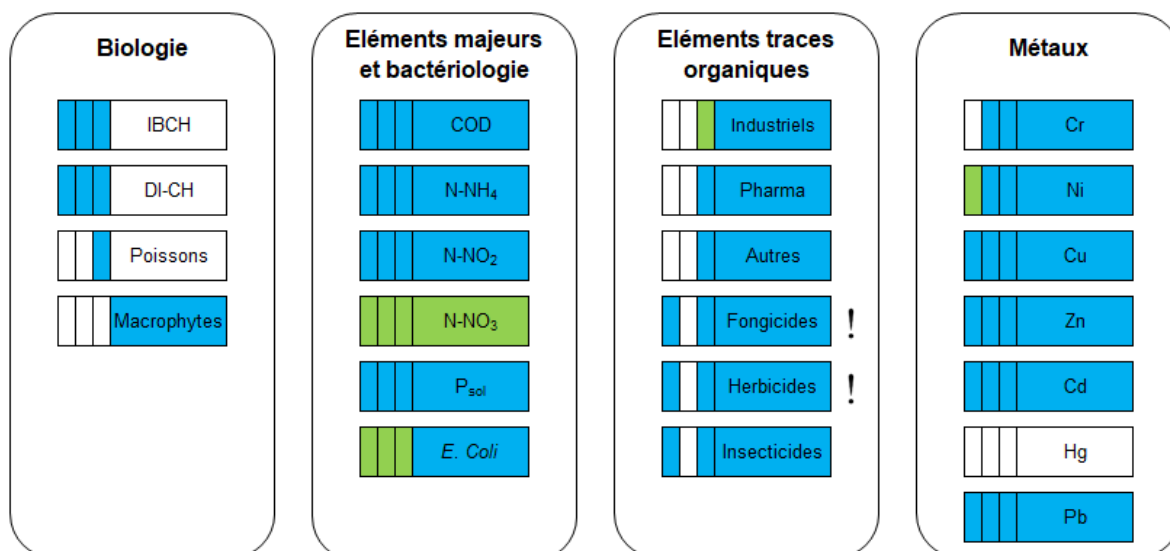 Biologie
IBCH
DI-CH
Poissons
Macrophytes
Eléments majeurs
et bactériologie
COD
N-NH₄
N-NO₂
N-NO₃
Psol
E. Coli
Eléments traces
organiques
Industriels
Pharma
Autres
Fongicides !
Herbicides !
Insecticides
Métaux
Cr
Ni
Cu
Zn
Cd
Hg
Pb